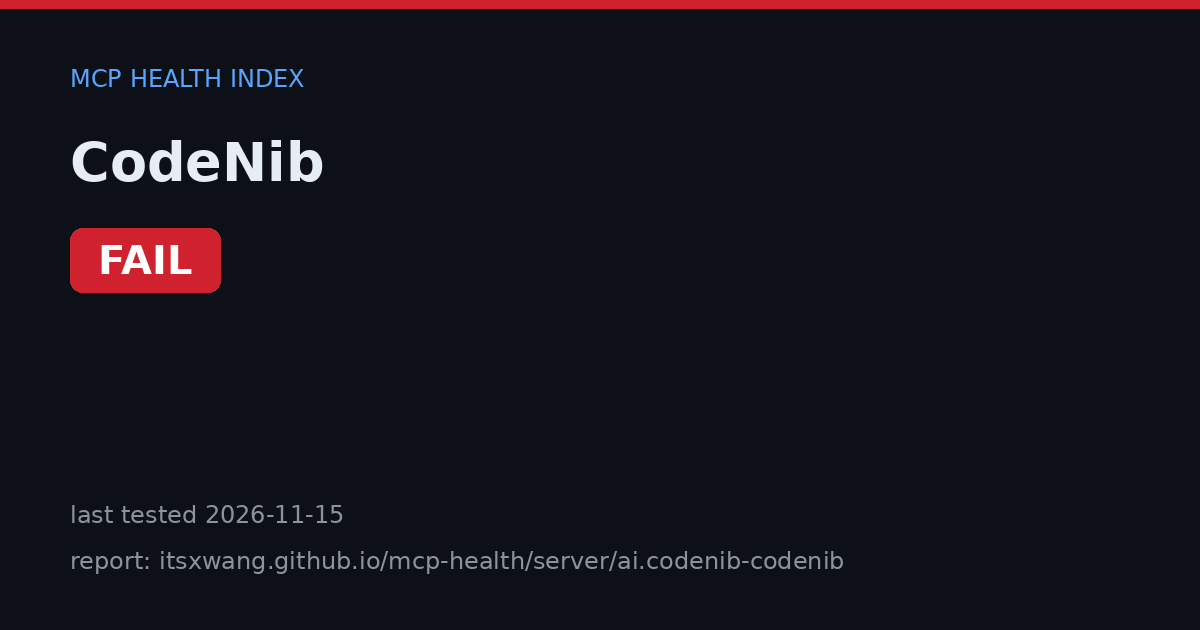 MCP HEALTH INDEX
CodeNib
FAIL
last tested 2026-11-15
report: itsxwang.github.io/mcp-health/server/ai.codenib-codenib